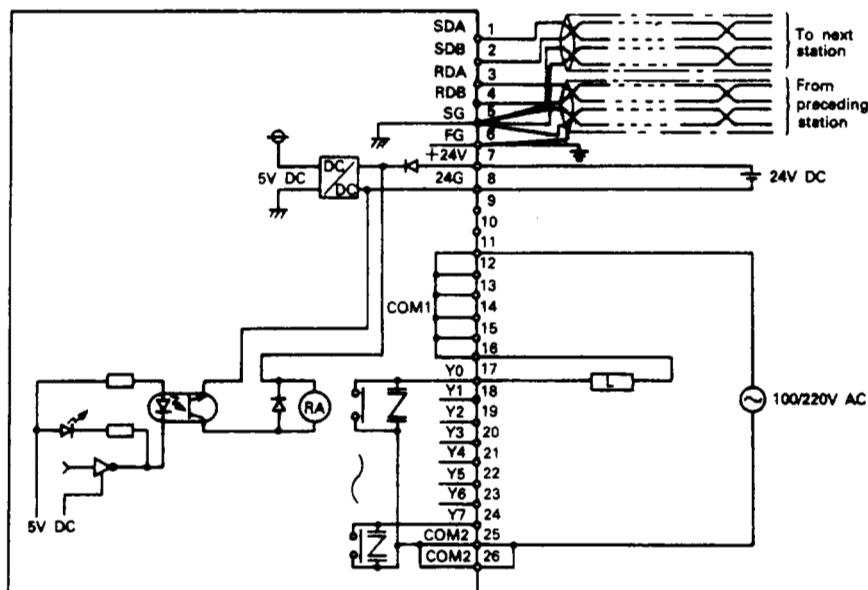 SDA 1
SDB 2
RDA 3
RDB 4
SG 5
FG 6
+24V 7
24G 8
9
10
11
12
13
14
15
16
COM1
Y0 17
Y1 18
Y2 19
Y3 20
Y4 21
Y5 22
Y6 23
Y7 24
COM2 25
COM2 26
To next
station
From
preceding
station
24V DC
100/220V AC
5V DC
DC
DC
RA
L
5V DC